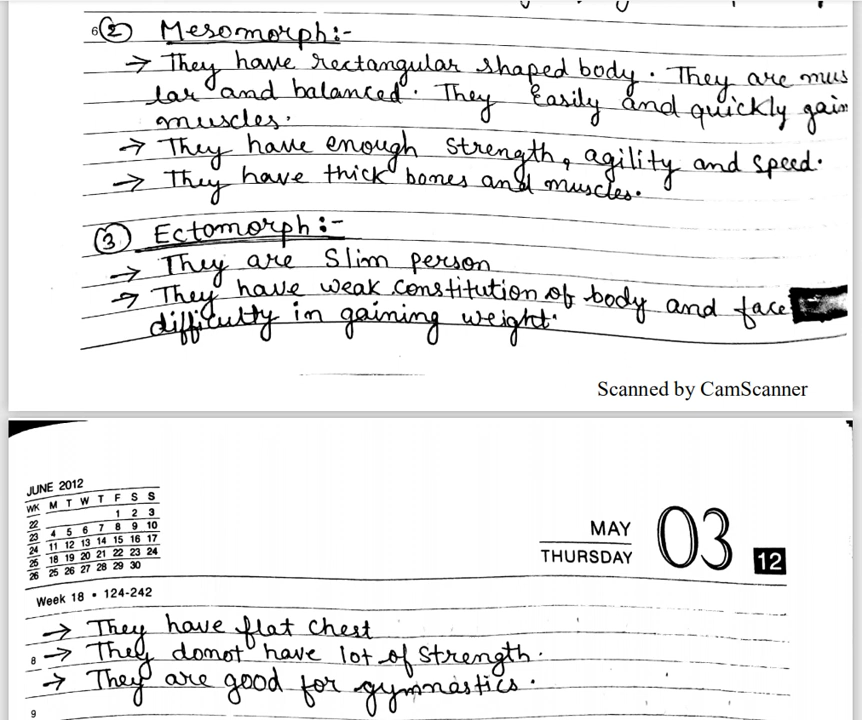 6 (2) Mesomorph:-
→ They have rectangular shaped body. They are mus
lar and balanced. They Easily and quickly gain
muscles.
→ They have enough strength, agility and speed.
→ They have thick bones and muscles.
(3) Ectomorph:-
→ They are Slim person
→ They have weak constitution of body and face
difficulty in gaining weight.
Scanned by CamScanner
JUNE 2012
WK M T W T F S S
22 1 2 3
23 4 5 6 7 8 9 10
24 11 12 13 14 15 16 17
25 18 19 20 21 22 23 24
26 25 26 27 28 29 30
MAY
THURSDAY
03
12
Week 18 • 124-242
→ They have flat chest
8 → They donot have lot of strength.
→ They are good for gymnastics.
9